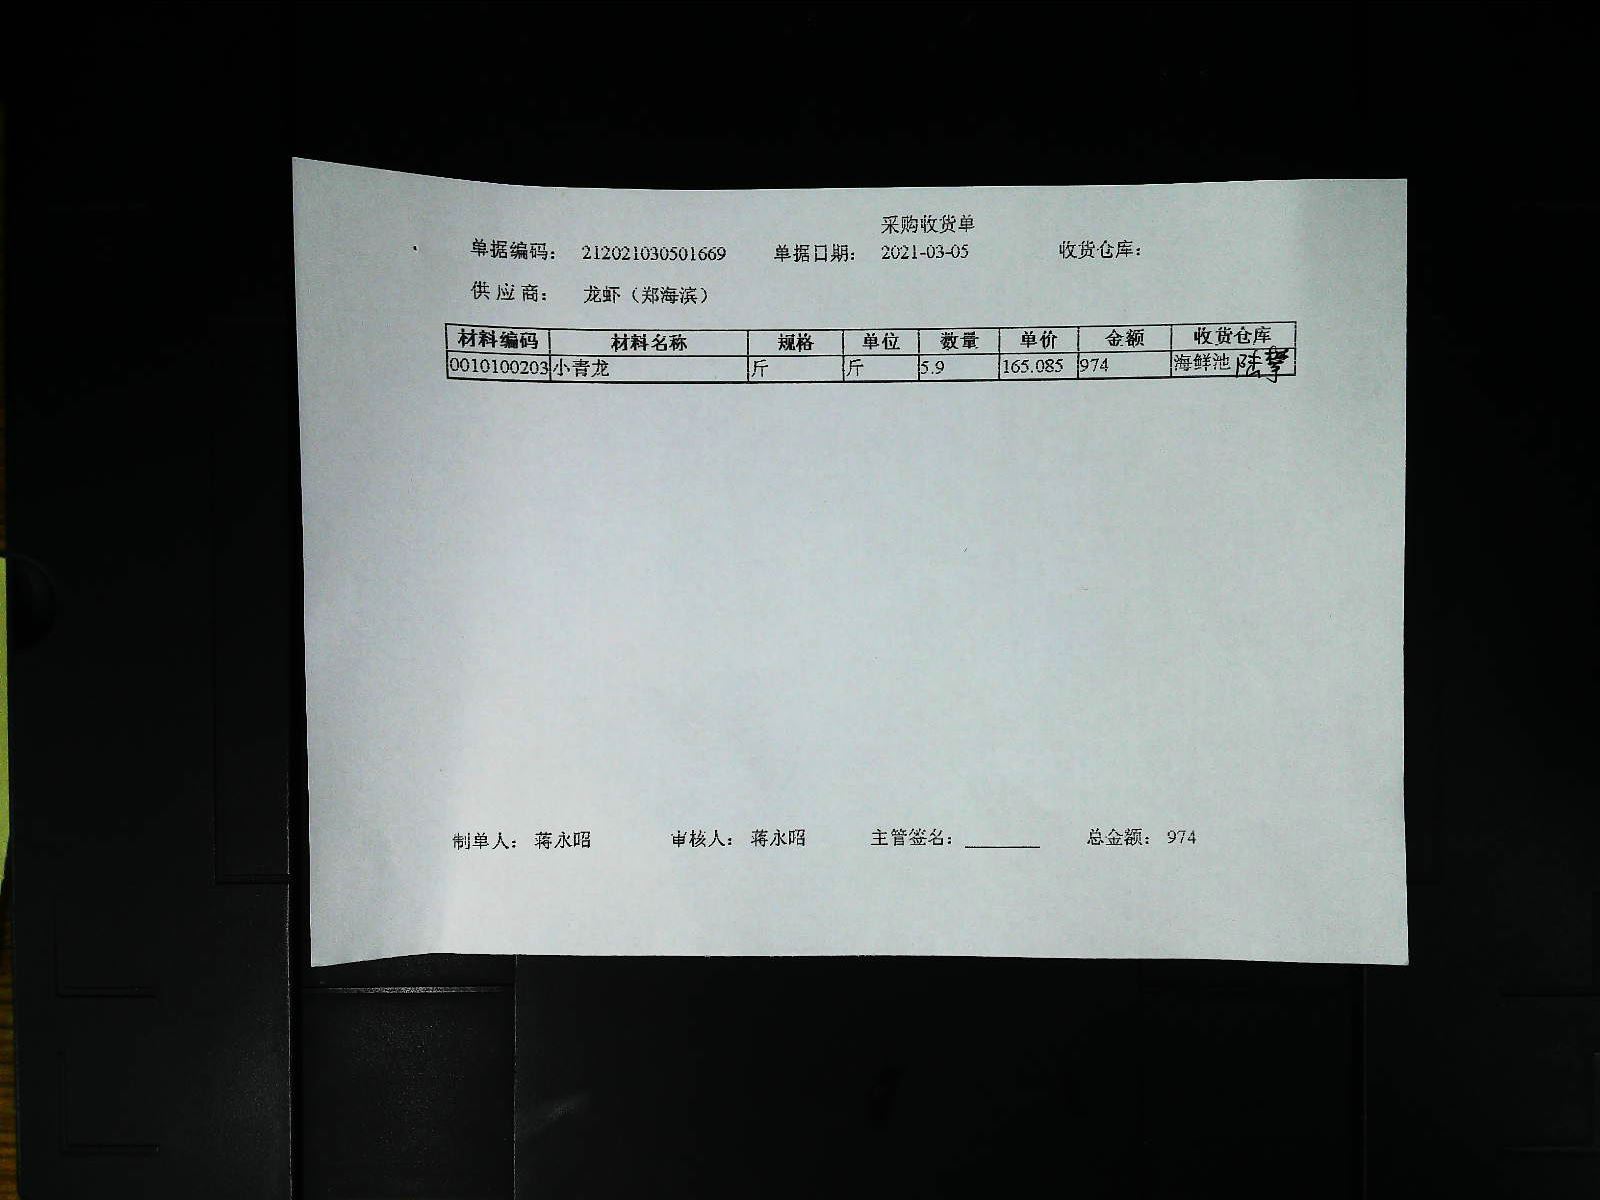 采购收货单
单据编码： 212021030501669 单据日期： 2021-03-05 收货仓库：
供 应 商： 龙虾（郑海滨）
材料编码 材料名称 规格 单位 数量 单价 金额 收货仓库
0010100203 小青龙 斤 斤 5.9 165.085 974 海鲜池
制单人： 蒋永昭 审核人： 蒋永昭 主管签名： 总金额： 974